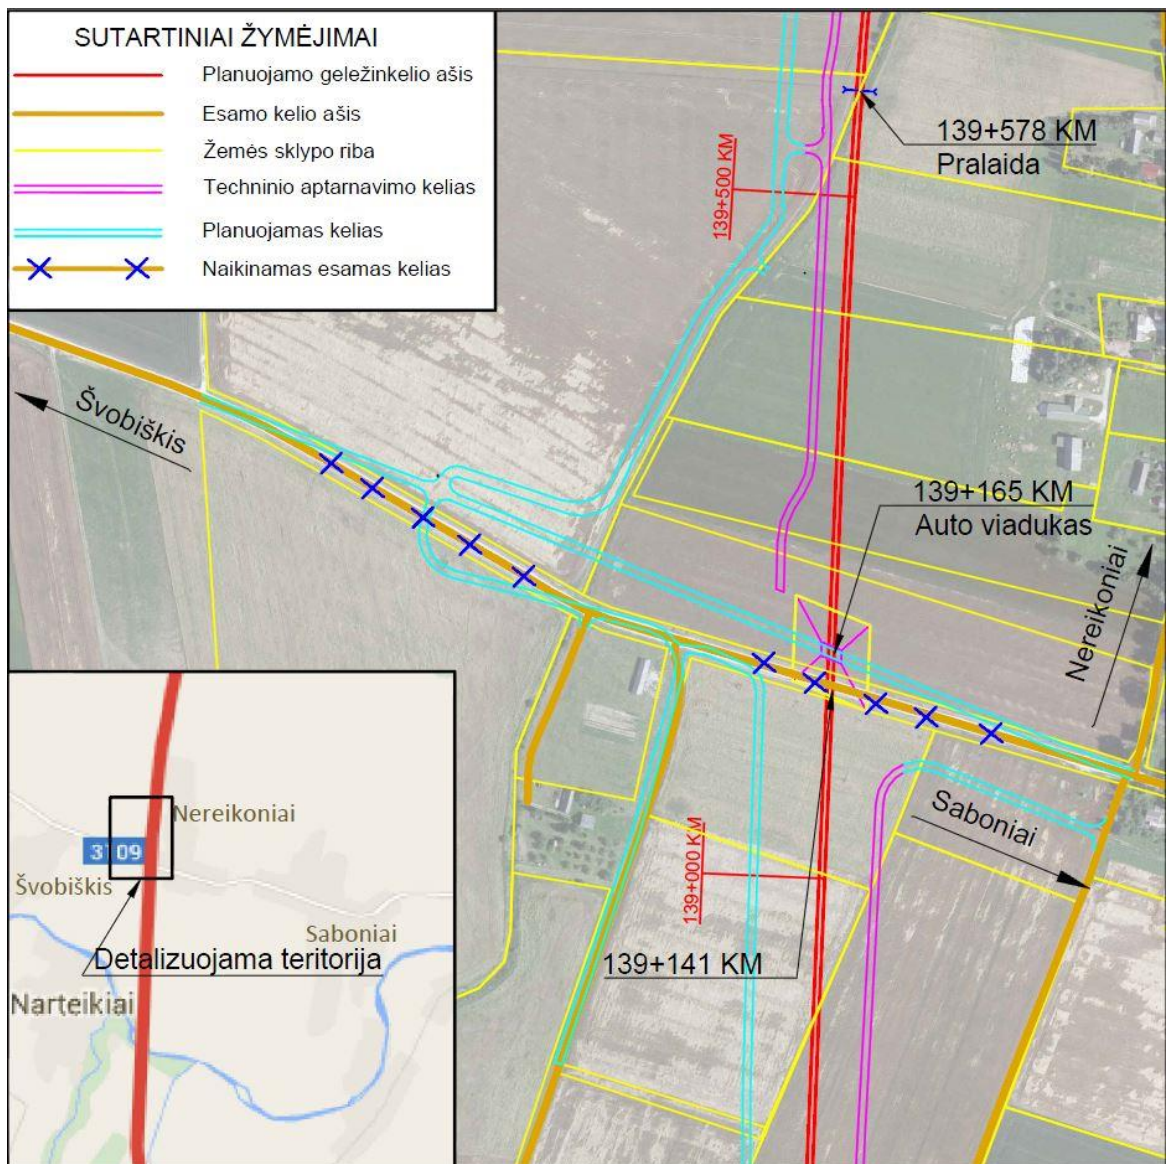 SUTARTINIAI ŽYMĖJIMAI
Planuojamo geležinkelio ašis
Esamo kelio ašis
Žemės sklypo riba
Techninio aptarnavimo kelias
Planuojamas kelias
Naikinamas esamas kelias
139+578 KM
Pralaida
139+500 KM
Švobiškis
139+165 KM
Auto viadukas
Nereikoniai
Saboniai
139+000 KM
139+141 KM
Nereikoniai
3109
Švobiškis
Saboniai
Detalizuojama teritorija
Narteikiai